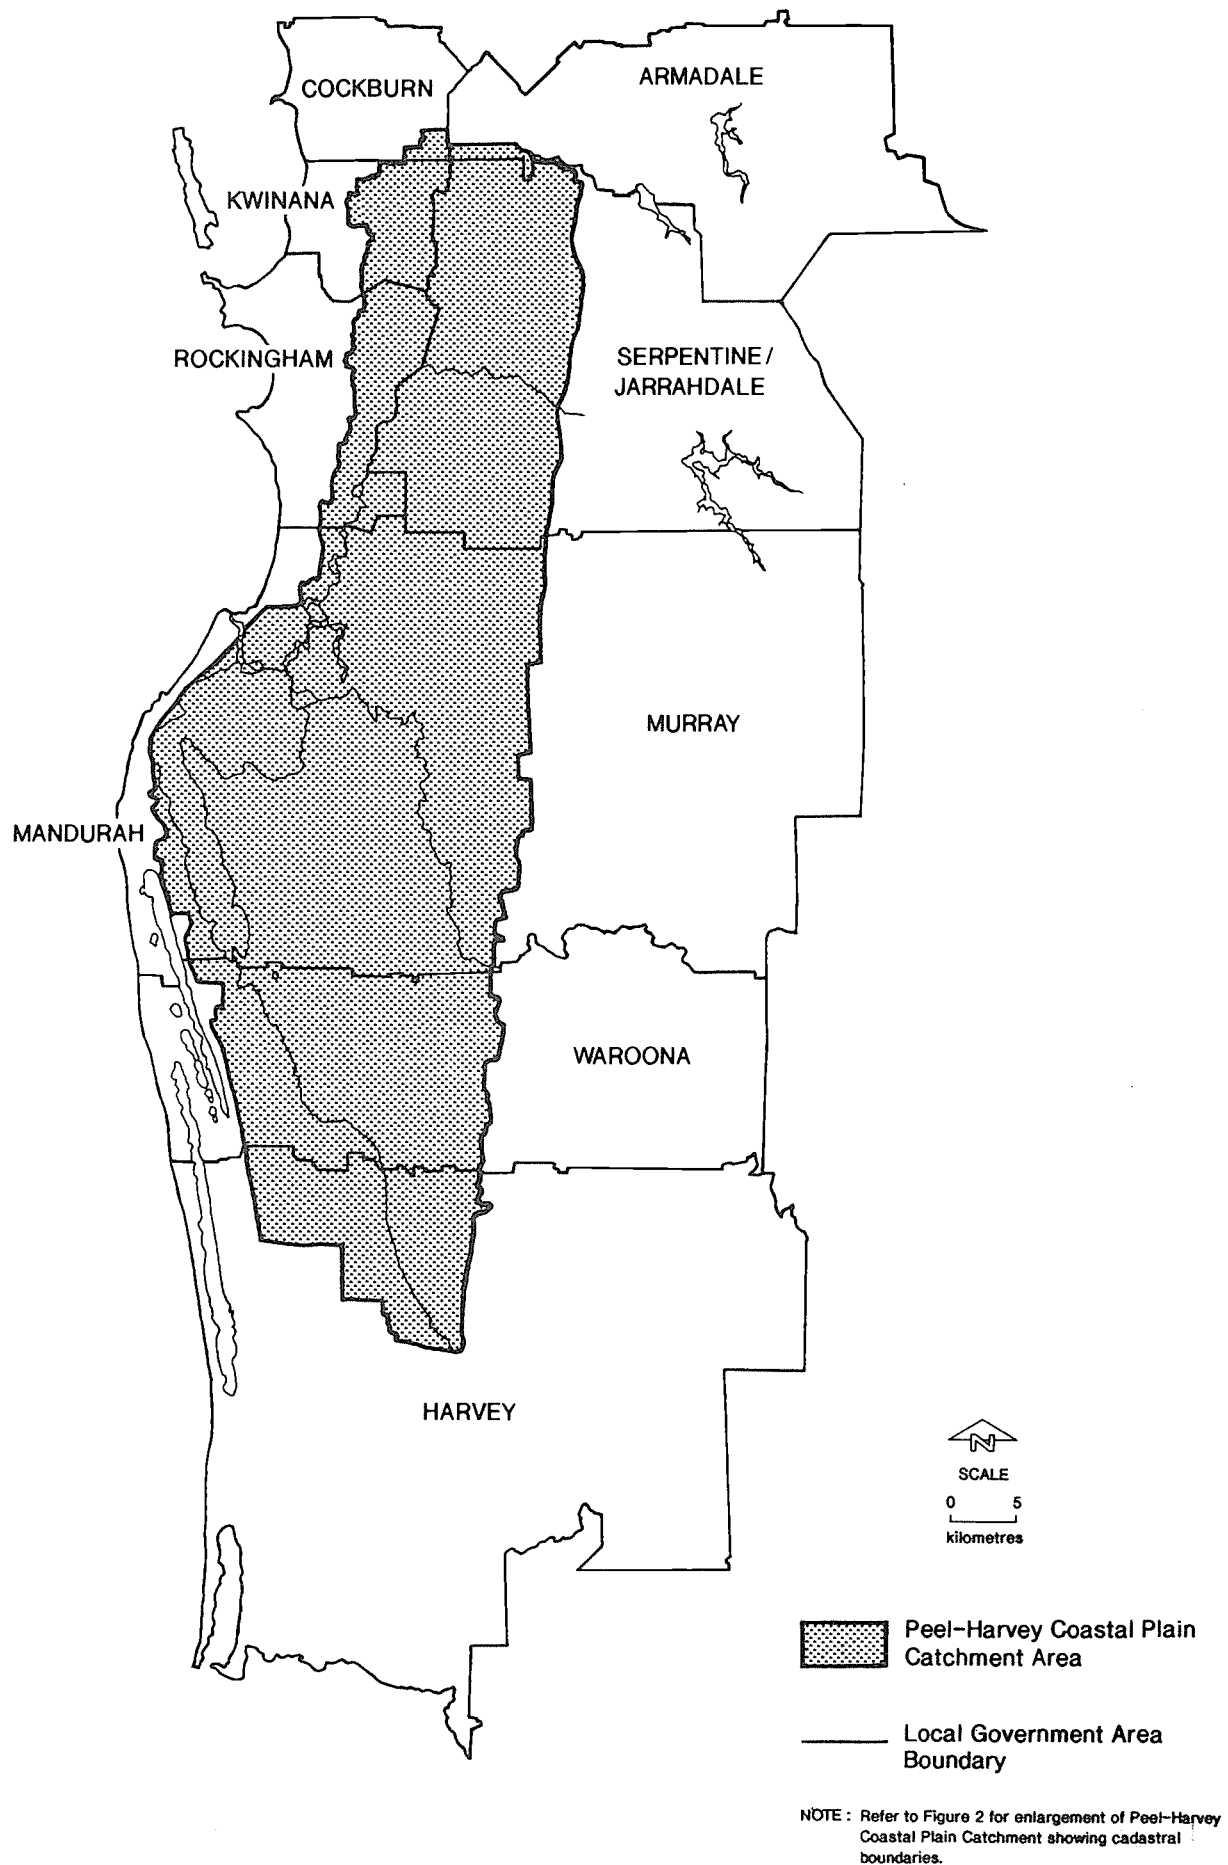 COCKBURN
ARMADALE
KWINANA
ROCKINGHAM
SERPENTINE /
JARRAHDALE
MURRAY
MANDURAH
WAROONA
HARVEY
N
SCALE
0 5
kilometres
Peel-Harvey Coastal Plain
Catchment Area
Local Government Area
Boundary
NOTE : Refer to Figure 2 for enlargement of Peel-Harvey
Coastal Plain Catchment showing cadastral
boundaries.